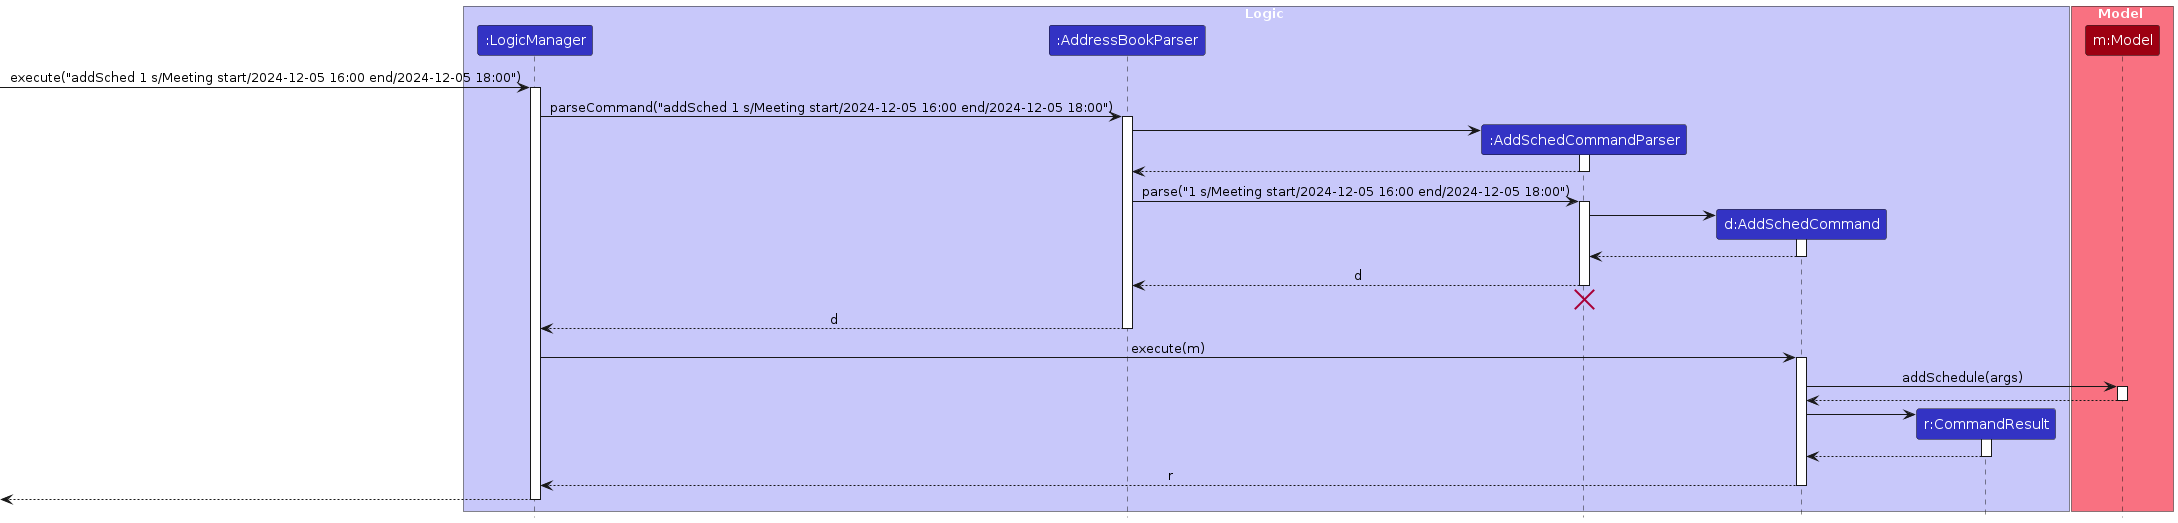 Logic
Model
:LogicManager
:AddressBookParser
m:Model
execute("addSched 1 s/Meeting start/2024-12-05 16:00 end/2024-12-05 18:00")
parseCommand("addSched 1 s/Meeting start/2024-12-05 16:00 end/2024-12-05 18:00")
:AddSchedCommandParser
parse("1 s/Meeting start/2024-12-05 16:00 end/2024-12-05 18:00")
d:AddSchedCommand
d
d
execute(m)
addSchedule(args)
r:CommandResult
r